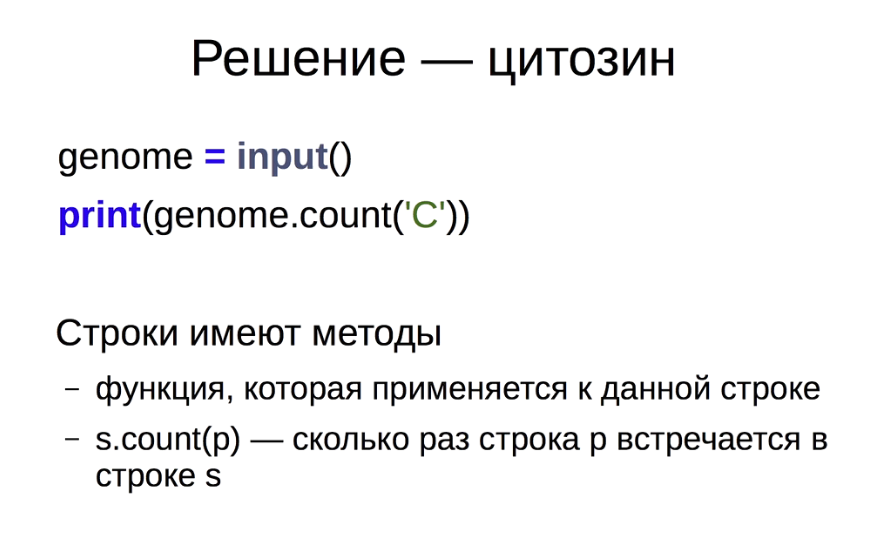 Решение — цитозин
genome = input()
print(genome.count('C'))
Строки имеют методы
– функция, которая применяется к данной строке
– s.count(p) — сколько раз строка p встречается в
строке s